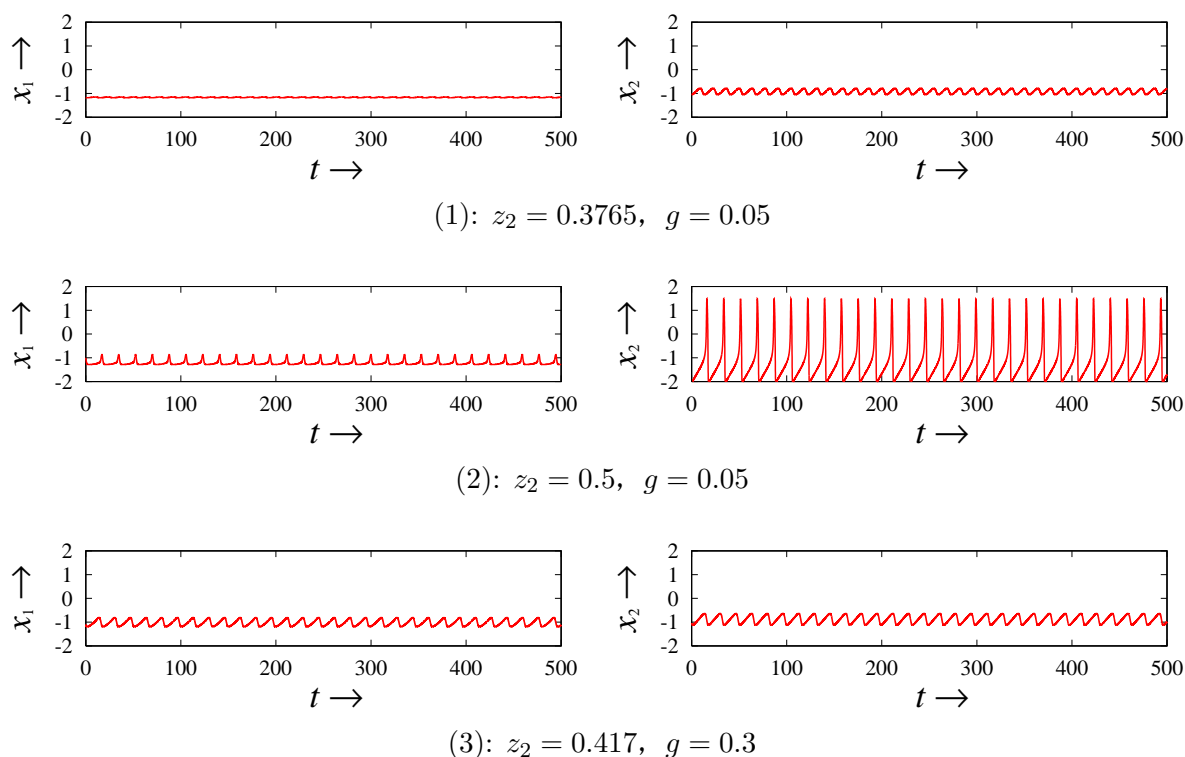 2
1
0
-1
-2
x₁ →
0 100 200 300 400 500
t →
2
1
0
-1
-2
x₂ →
0 100 200 300 400 500
t →
(1): z₂ = 0.3765, g = 0.05
2
1
0
-1
-2
x₁ →
0 100 200 300 400 500
t →
2
1
0
-1
-2
x₂ →
0 100 200 300 400 500
t →
(2): z₂ = 0.5, g = 0.05
2
1
0
-1
-2
x₁ →
0 100 200 300 400 500
t →
2
1
0
-1
-2
x₂ →
0 100 200 300 400 500
t →
(3): z₂ = 0.417, g = 0.3